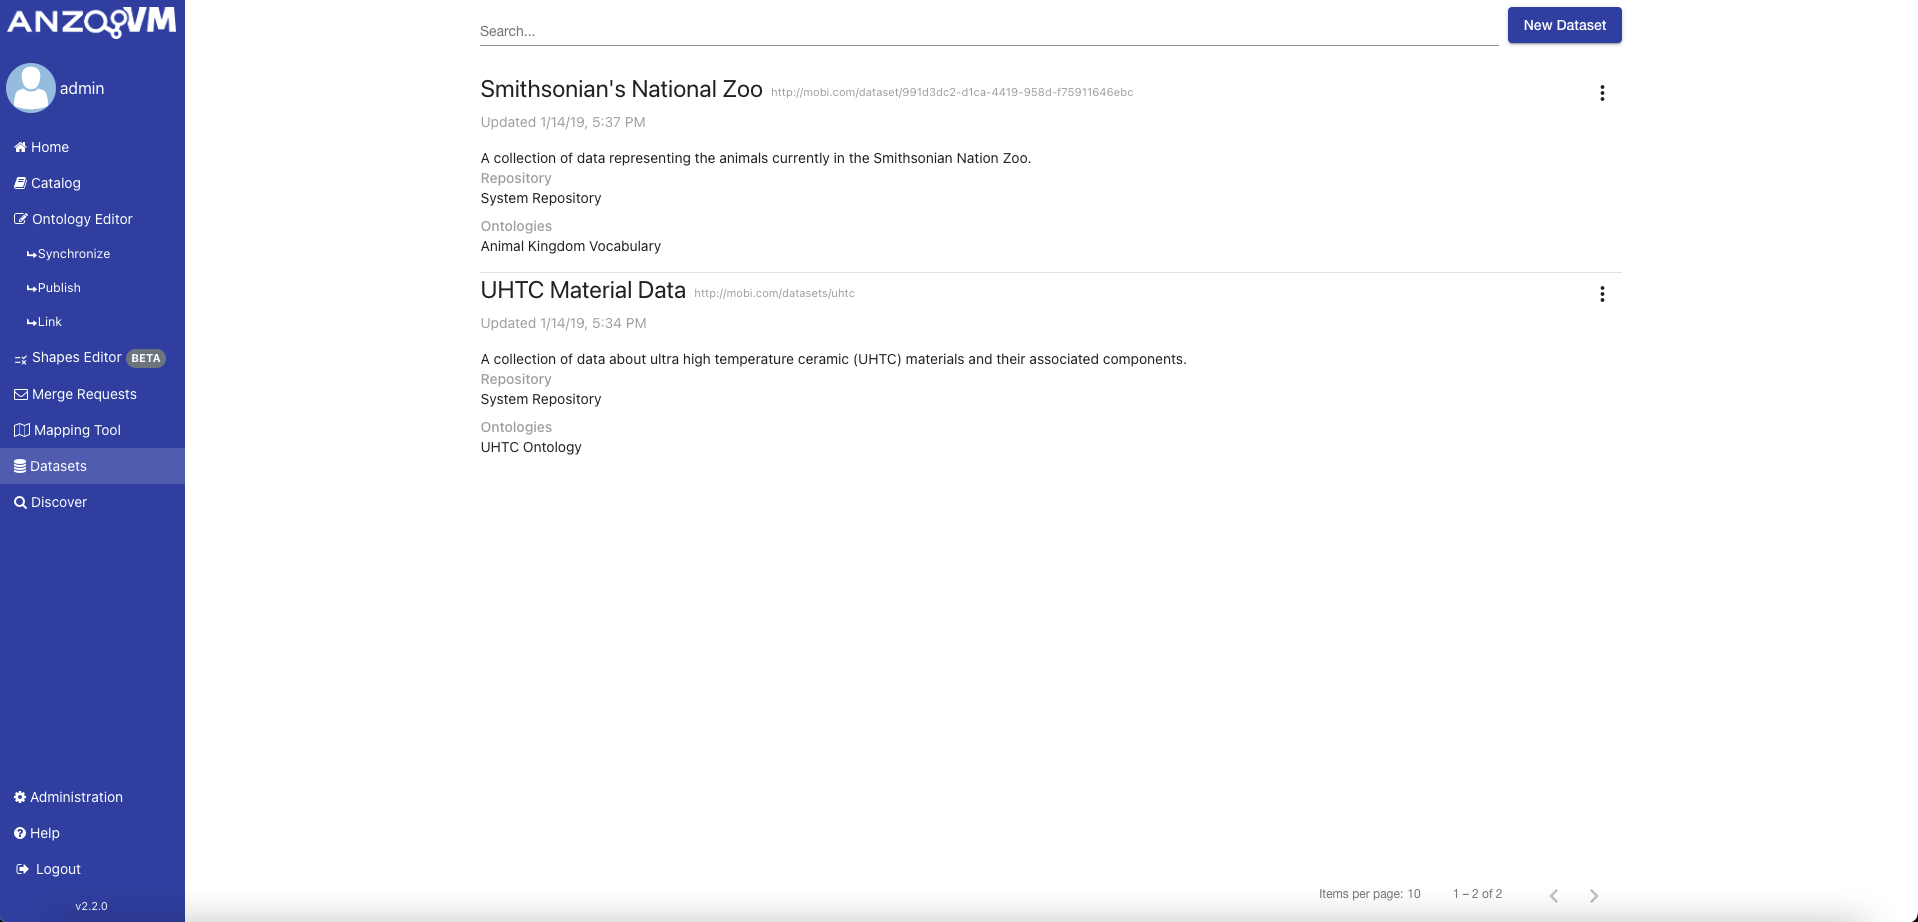 ANZOVM
admin
Home
Catalog
Ontology Editor
Synchronize
Publish
Link
Shapes Editor BETA
Merge Requests
Mapping Tool
Datasets
Discover
Administration
Help
Logout
v2.2.0
Search...
New Dataset
Smithsonian's National Zoo http://mobi.com/dataset/991d3dc2-d1ca-4419-958d-f75911646ebc
Updated 1/14/19, 5:37 PM
A collection of data representing the animals currently in the Smithsonian Nation Zoo.
Repository
System Repository
Ontologies
Animal Kingdom Vocabulary
UHTC Material Data http://mobi.com/datasets/uhtc
Updated 1/14/19, 5:34 PM
A collection of data about ultra high temperature ceramic (UHTC) materials and their associated components.
Repository
System Repository
Ontologies
UHTC Ontology
Items per page: 10 1 – 2 of 2